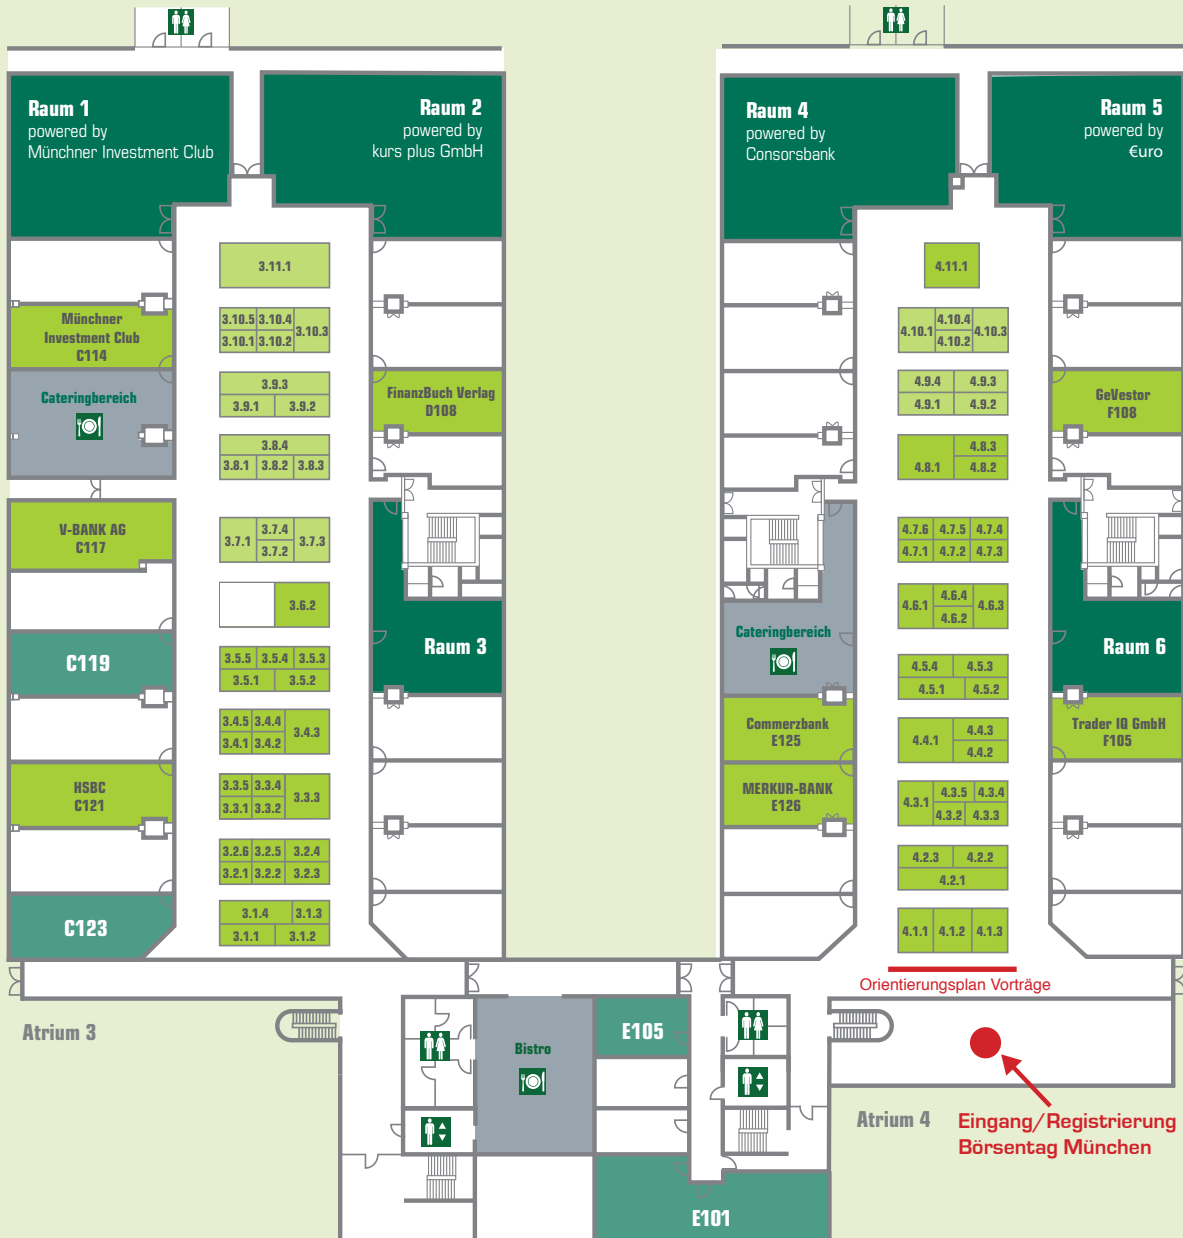 Raum 1
powered by
Münchner Investment Club
Raum 2
powered by
kurs plus GmbH
Raum 4
powered by
Consorsbank
Raum 5
powered by
€uro
3.11.1
Münchner
Investment Club
C114
3.10.5 3.10.4 3.10.3
3.10.1 3.10.2
Cateringbereich
3.9.3
3.9.1 3.9.2
FinanzBuch Verlag
D108
3.8.4
3.8.1 3.8.2 3.8.3
V-BANK AG
C117
3.7.1 3.7.4 3.7.3
3.7.2
3.6.2
C119
Raum 3
3.5.5 3.5.4 3.5.3
3.5.1 3.5.2
3.4.5 3.4.4 3.4.3
3.4.1 3.4.2
HSBC
C121
3.3.5 3.3.4 3.3.3
3.3.1 3.3.2
3.2.6 3.2.5 3.2.4
3.2.1 3.2.2 3.2.3
C123
3.1.4 3.1.3
3.1.1 3.1.2
4.11.1
4.10.1 4.10.4 4.10.3
4.10.2
4.9.4 4.9.3
4.9.1 4.9.2
GeVestor
F108
4.8.1 4.8.3
4.8.2
4.7.6 4.7.5 4.7.4
4.7.1 4.7.2 4.7.3
4.6.1 4.6.4 4.6.3
4.6.2
Cateringbereich
Raum 6
4.5.4 4.5.3
4.5.1 4.5.2
Commerzbank
E125
4.4.1 4.4.3
4.4.2
Trader IQ GmbH
F105
MERKUR-BANK
E126
4.3.1 4.3.5 4.3.4
4.3.2 4.3.3
4.2.3 4.2.2
4.2.1
4.1.1 4.1.2 4.1.3
Orientierungsplan Vorträge
Atrium 3
Bistro
E105
E101
Atrium 4
Eingang/Registrierung
Börsentag München